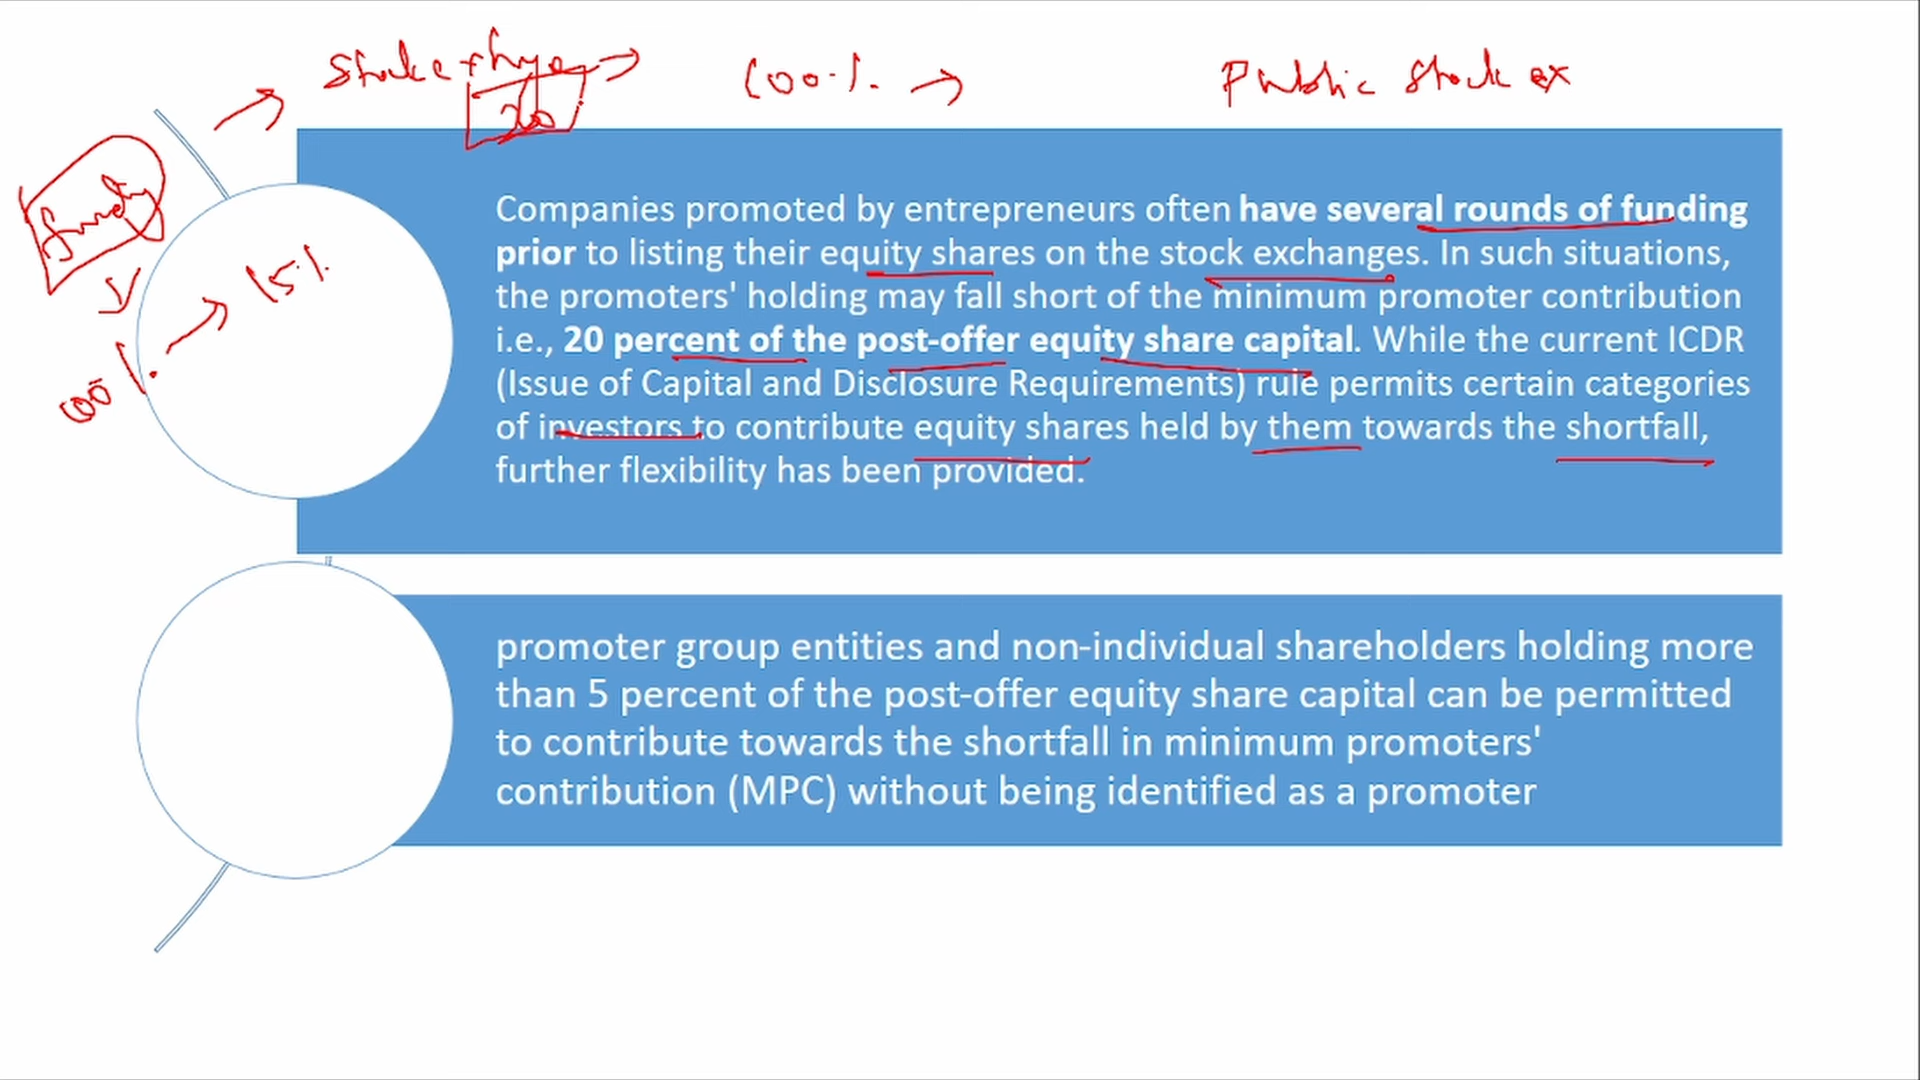 100%. → Public Stock ex
20
fundy
→ 15%
100%.
Companies promoted by entrepreneurs often have several rounds of funding
prior to listing their equity shares on the stock exchanges. In such situations,
the promoters' holding may fall short of the minimum promoter contribution
i.e., 20 percent of the post-offer equity share capital. While the current ICDR
(Issue of Capital and Disclosure Requirements) rule permits certain categories
of investors to contribute equity shares held by them towards the shortfall,
further flexibility has been provided.
promoter group entities and non-individual shareholders holding more
than 5 percent of the post-offer equity share capital can be permitted
to contribute towards the shortfall in minimum promoters'
contribution (MPC) without being identified as a promoter